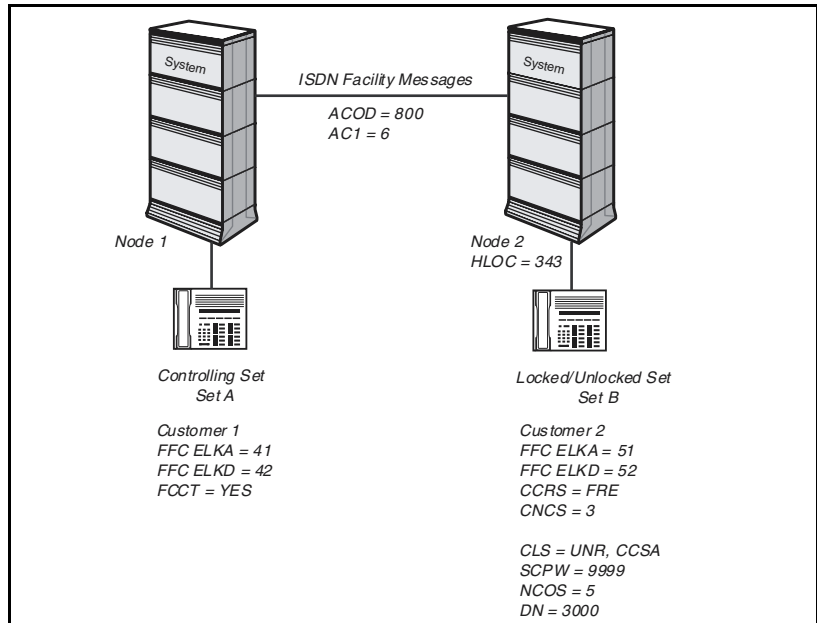 System
System
ISDN Facility Messages
ACOD = 800
AC1 = 6
Node 1
Node 2
HLOC = 343
Controlling Set
Set A
Customer 1
FFC ELKA = 41
FFC ELKD = 42
FCCT = YES
Locked/Unlocked Set
Set B
Customer 2
FFC ELKA = 51
FFC ELKD = 52
CCRS = FRE
CNCS = 3
CLS = UNR, CCSA
SCPW = 9999
NCOS = 5
DN = 3000